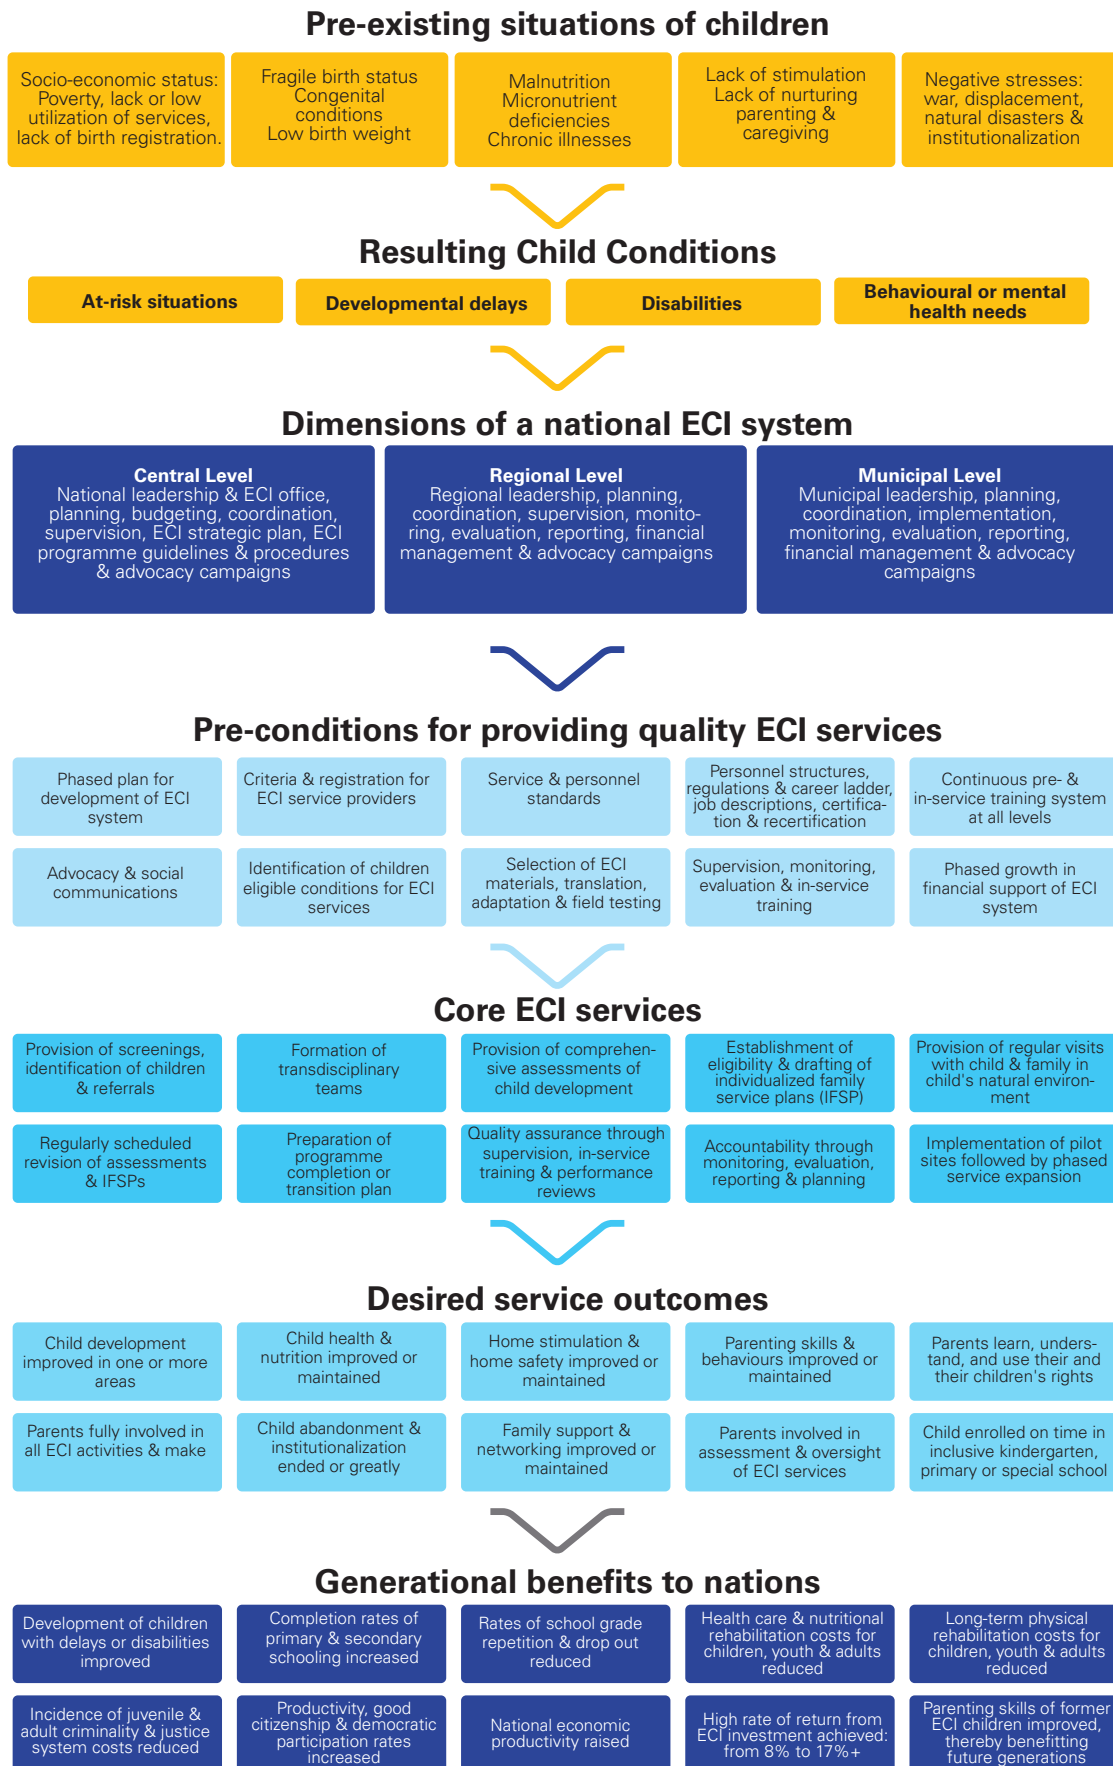 Pre-existing situations of children
Socio-economic status:
Poverty, lack or low
utilization of services,
lack of birth registration.
Fragile birth status
Congenital
conditions
Low birth weight
Malnutrition
Micronutrient
deficiencies
Chronic illnesses
Lack of stimulation
Lack of nurturing
parenting &
caregiving
Negative stresses:
war, displacement,
natural disasters &
institutionalization
Resulting Child Conditions
At-risk situations
Developmental delays
Disabilities
Behavioural or mental
health needs
Dimensions of a national ECI system
Central Level
National leadership & ECI office,
planning, budgeting, coordination,
supervision, ECI strategic plan, ECI
programme guidelines & procedures
& advocacy campaigns
Regional Level
Regional leadership, planning,
coordination, supervision, monito-
ring, evaluation, reporting, financial
management & advocacy campaigns
Municipal Level
Municipal leadership, planning,
coordination, implementation,
monitoring, evaluation, reporting,
financial management & advocacy
campaigns
Pre-conditions for providing quality ECI services
Phased plan for
development of ECI
system
Criteria & registration for
ECI service providers
Service & personnel
standards
Personnel structures,
regulations & career ladder,
job descriptions, certifica-
tion & recertification
Continuous pre- &
in-service training system
at all levels
Advocacy & social
communications
Identification of children
eligible conditions for ECI
services
Selection of ECI
materials, translation,
adaptation & field testing
Supervision, monitoring,
evaluation & in-service
training
Phased growth in
financial support of ECI
system
Core ECI services
Provision of screenings,
identification of children
& referrals
Formation of
transdisciplinary
teams
Provision of comprehen-
sive assessments of
child development
Establishment of
eligibility & drafting of
individualized family
service plans (IFSP)
Provision of regular visits
with child & family in
child's natural environ-
ment
Regularly scheduled
revision of assessments
& IFSPs
Preparation of
programme
completion or
transition plan
Quality assurance through
supervision, in-service
training & performance
reviews
Accountability through
monitoring, evaluation,
reporting & planning
Implementation of pilot
sites followed by phased
service expansion
Desired service outcomes
Child development
improved in one or more
areas
Child health &
nutrition improved or
maintained
Home stimulation &
home safety improved or
maintained
Parenting skills &
behaviours improved or
maintained
Parents learn, unders-
tand, and use their and
their children's rights
Parents fully involved in
all ECI activities & make
Child abandonment &
institutionalization
ended or greatly
Family support &
networking improved or
maintained
Parents involved in
assessment & oversight
of ECI services
Child enrolled on time in
inclusive kindergarten,
primary or special school
Generational benefits to nations
Development of children
with delays or disabilities
improved
Completion rates of
primary & secondary
schooling increased
Rates of school grade
repetition & drop out
reduced
Health care & nutritional
rehabilitation costs for
children, youth & adults
reduced
Long-term physical
rehabilitation costs for
children, youth & adults
reduced
Incidence of juvenile &
adult criminality & justice
system costs reduced
Productivity, good
citizenship & democratic
participation rates
increased
National economic
productivity raised
High rate of return from
ECI investment achieved:
from 8% to 17%+
Parenting skills of former
ECI children improved,
thereby benefitting
future generations